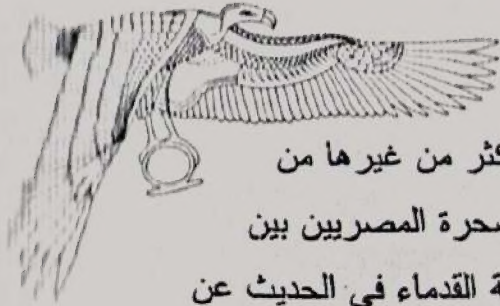 كثر من غيرها من
سحرة المصريين بين
ة القدماء في الحديث عن